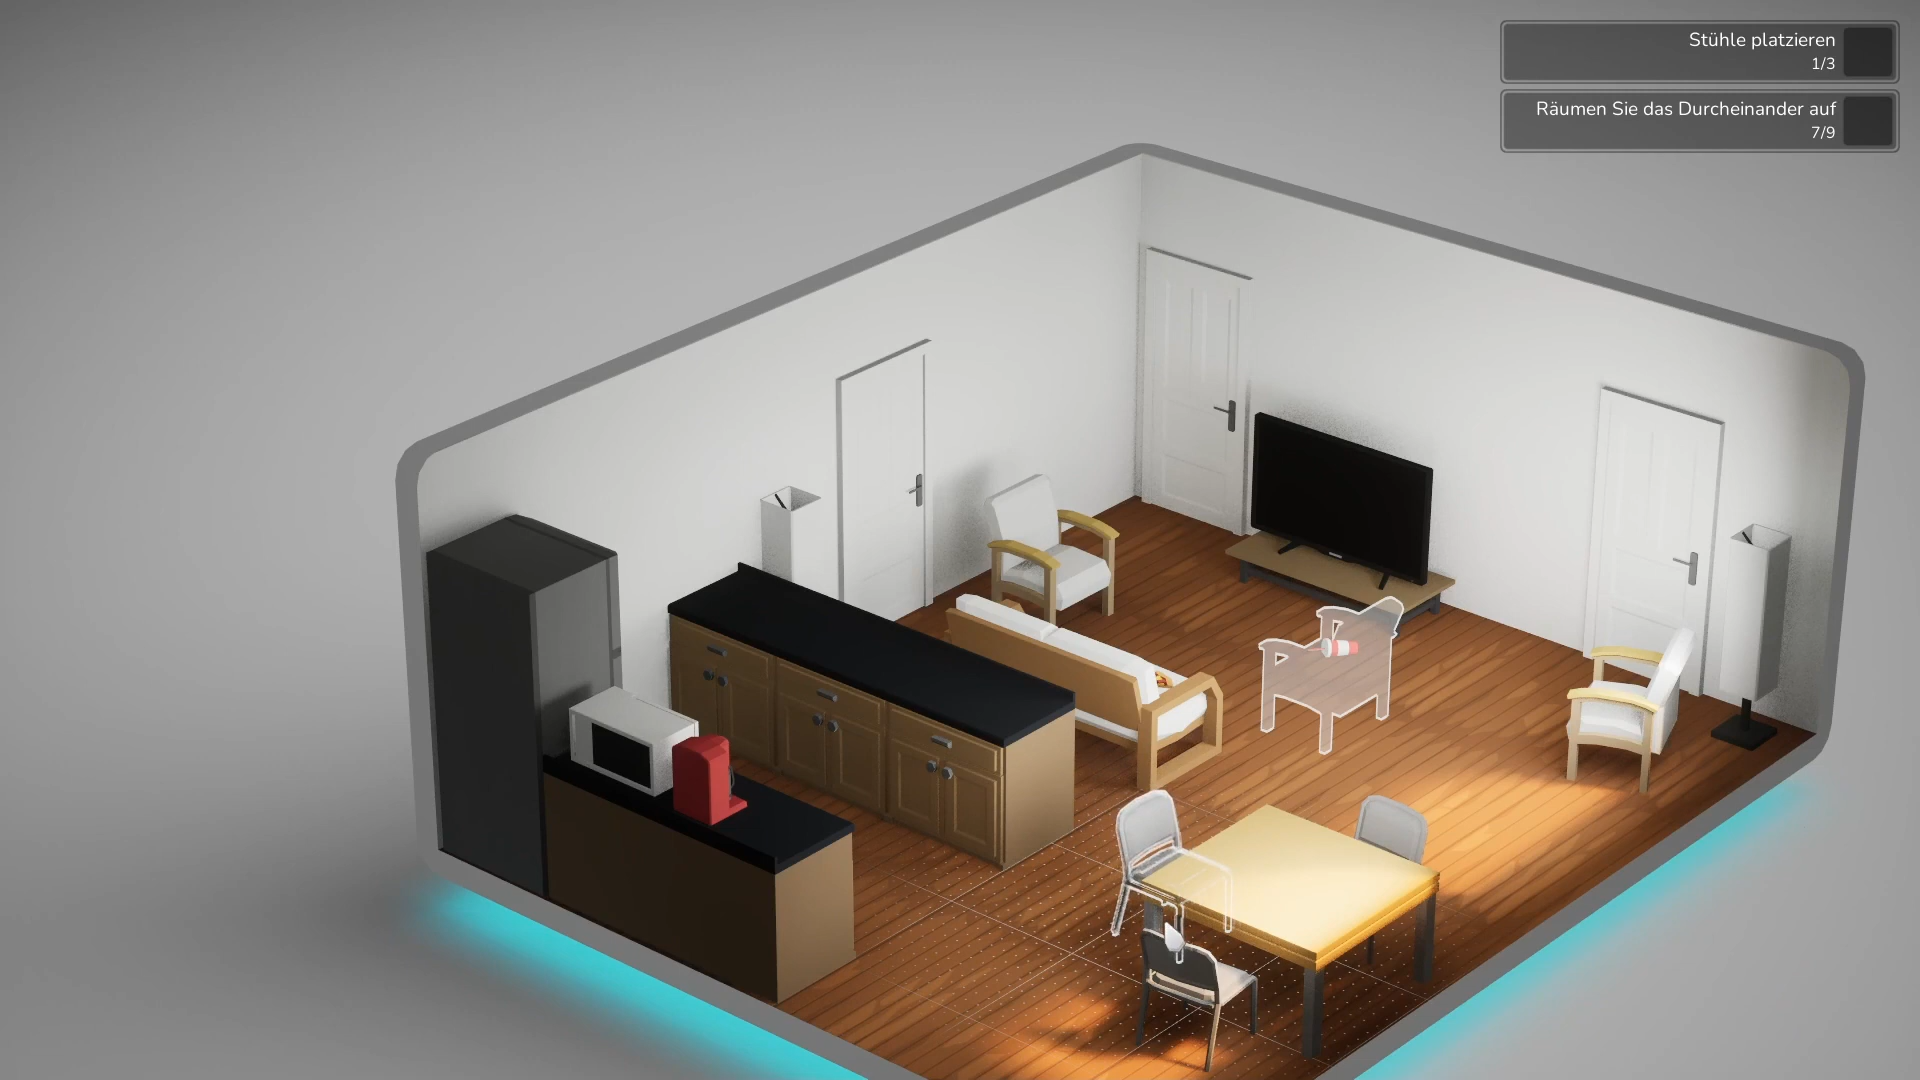 Stühle platzieren
1/3
Räumen Sie das Durcheinander auf
7/9